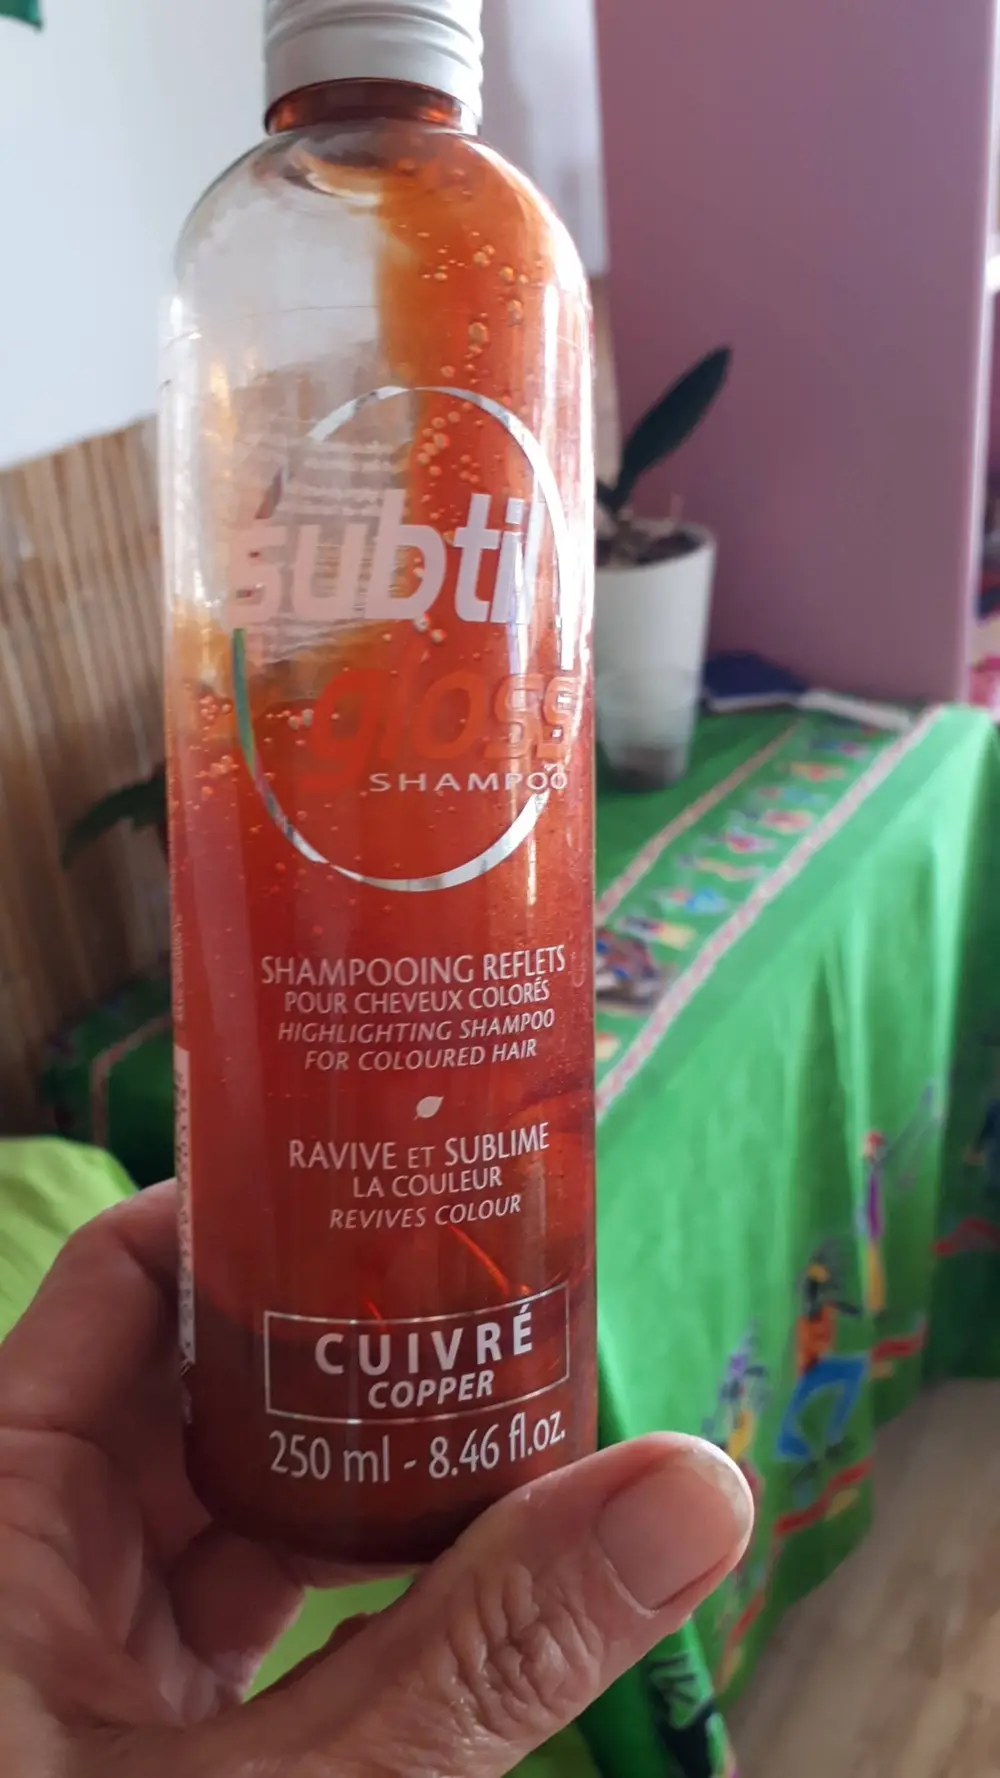 subtil
gloss
SHAMPOO
SHAMPOOING REFLETS
POUR CHEVEUX COLORÉS
HIGHLIGHTING SHAMPOO
FOR COLOURED HAIR
RAVIVE ET SUBLIME
LA COULEUR
REVIVES COLOUR
CUIVRÉ
COPPER
250 ml - 8.46 fl.oz.